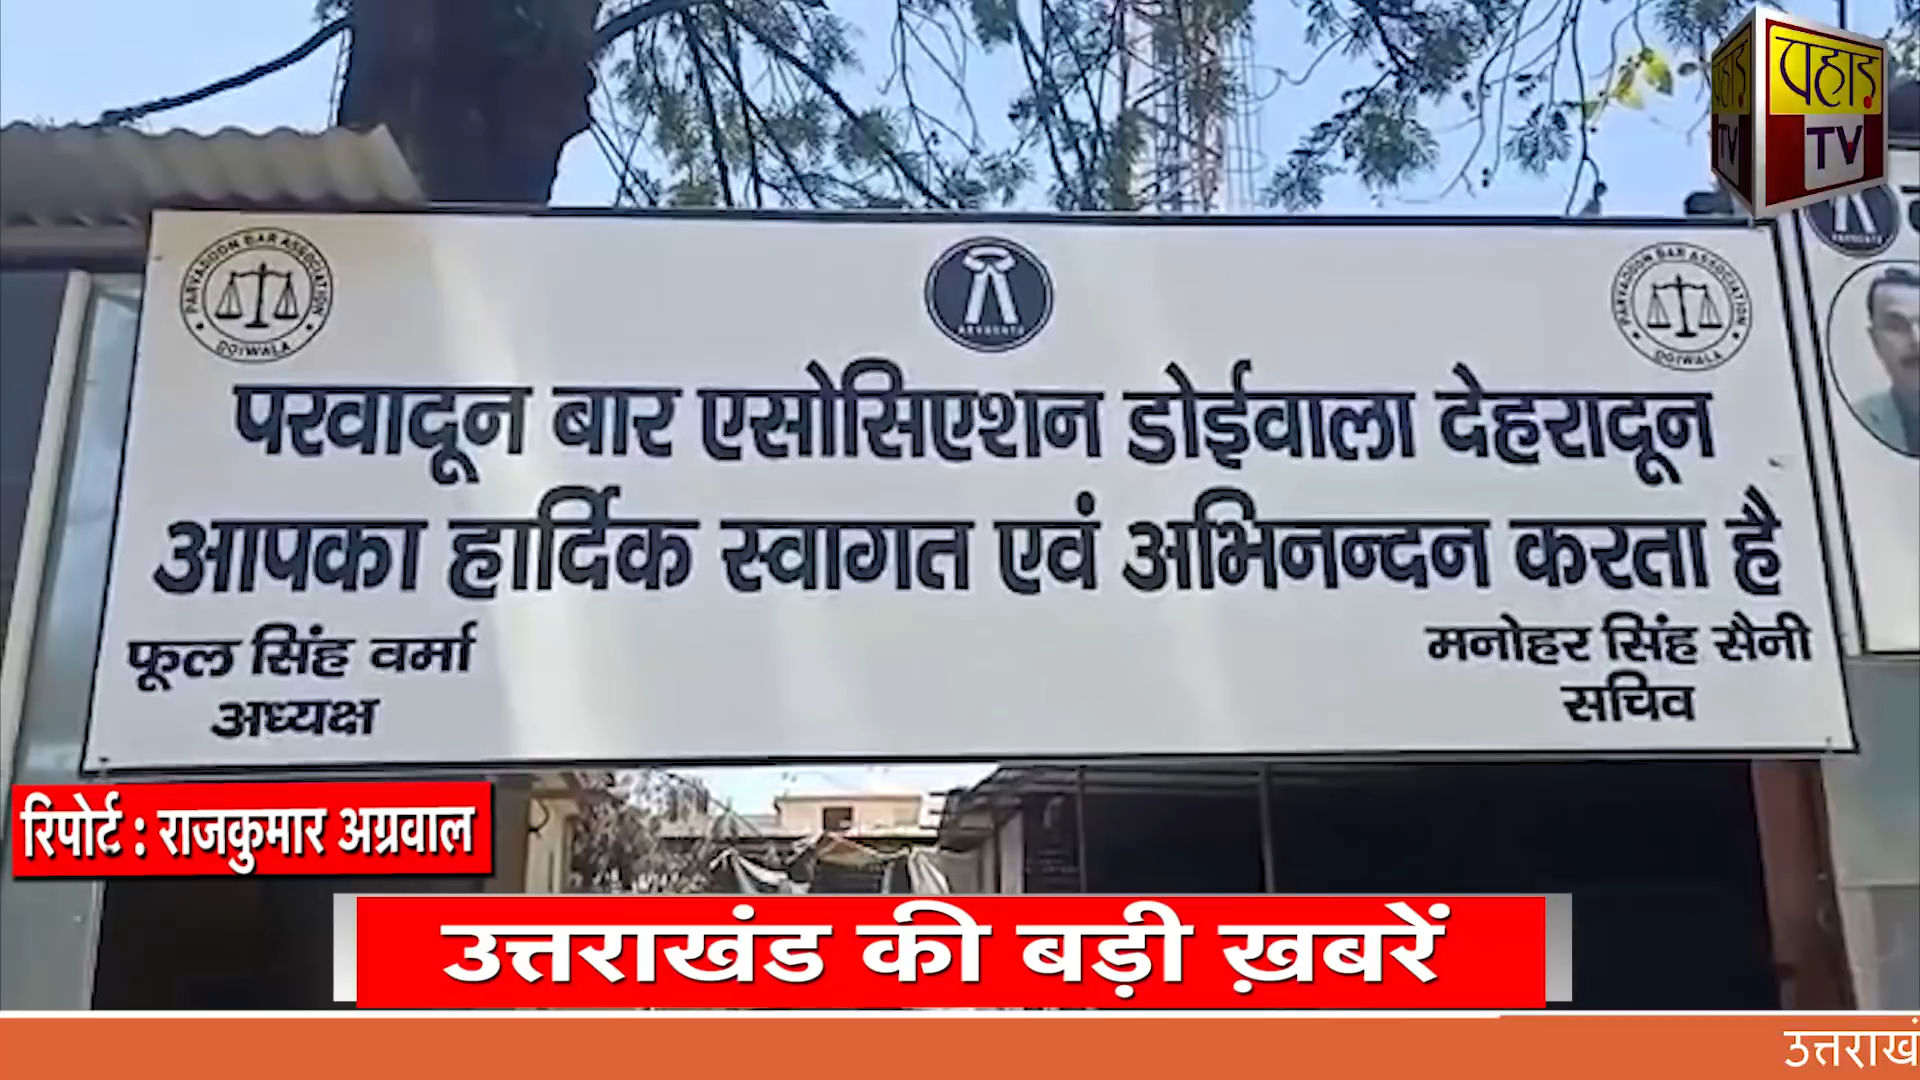 पहाड़
TV
पहाड़
TV
PARVADOON BAR ASSOCIATION
DOIWALA
ADVOCATE
PARVADOON BAR ASSOCIATION
DOIWALA
परवादून बार एसोसिएशन डोईवाला देहरादून
आपका हार्दिक स्वागत एवं अभिनन्दन करता है
फूल सिंह वर्मा
अध्यक्ष
मनोहर सिंह सैनी
सचिव
रिपोर्ट : राजकुमार अग्रवाल
उत्तराखंड की बड़ी ख़बरें
उत्तराखं